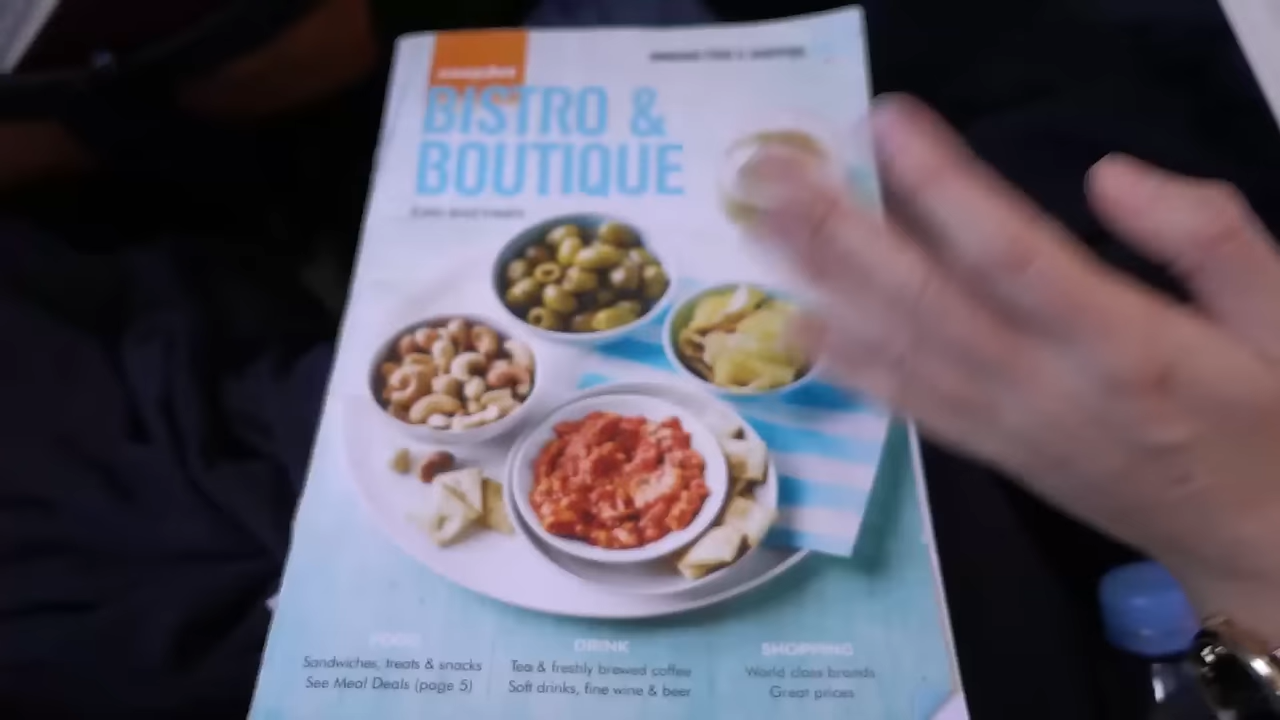 BISTRO &
BOUTIQUE
FOOD
Sandwiches, treats & snacks
See Meal Deals (page 5)
DRINK
Tea & freshly brewed coffee
Soft drinks, fine wine & beer
SHOPPING
World class brands
Great prices